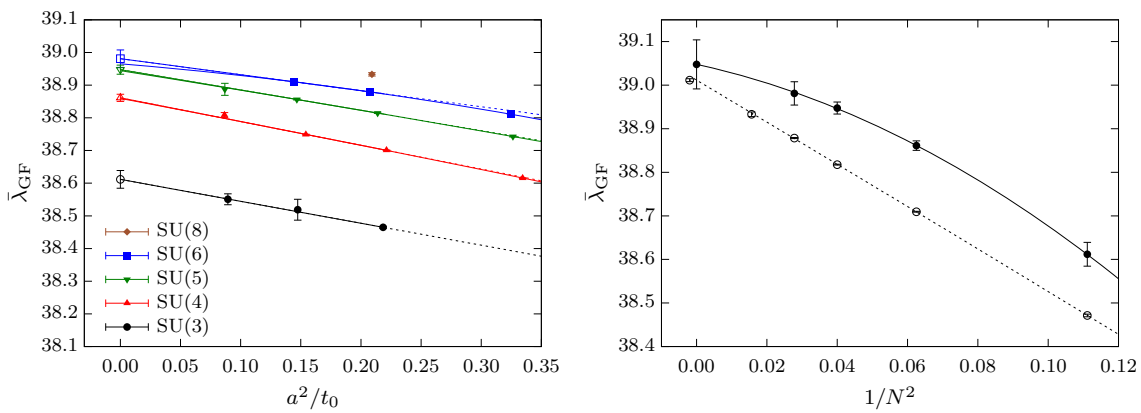 39.1
39.0
38.9
38.8
38.7
38.6
38.5
38.4
38.3
38.2
38.1
λ̄GF
SU(8)
SU(6)
SU(5)
SU(4)
SU(3)
0.00 0.05 0.10 0.15 0.20 0.25 0.30 0.35
a²/t₀
39.1
39.0
38.9
38.8
38.7
38.6
38.5
38.4
λ̄GF
0.00 0.02 0.04 0.06 0.08 0.10 0.12
1/N²